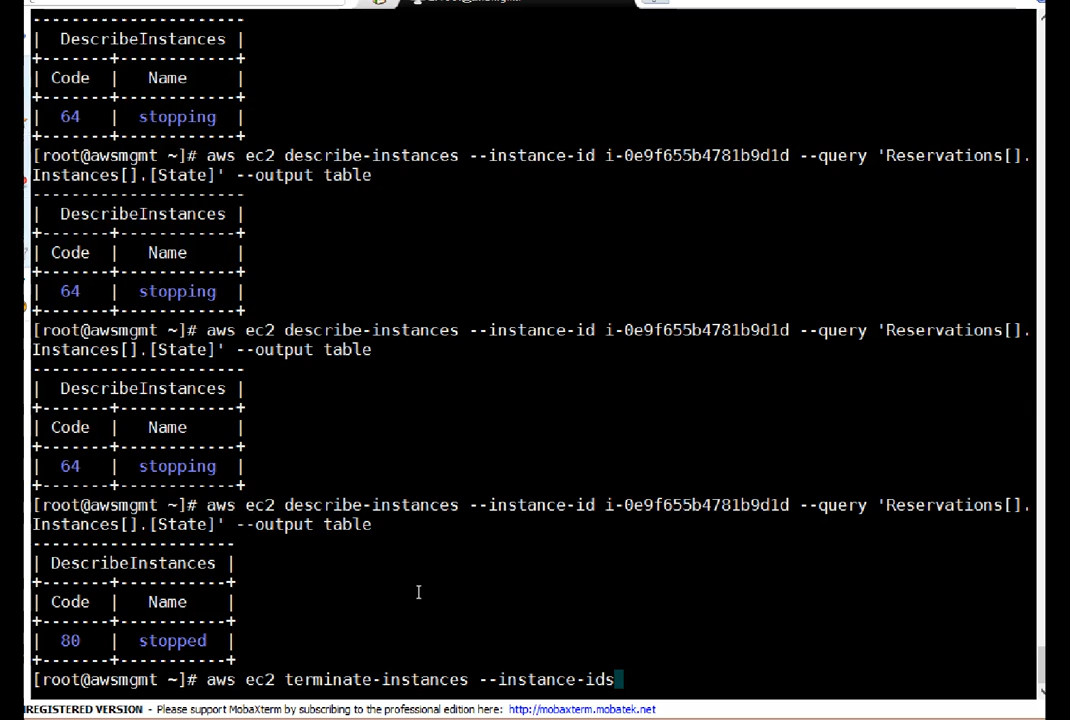 ---------------------- 
|  DescribeInstances |
+-------+------------+
| Code  |   Name     |
+-------+------------+
|  64   |  stopping  |
+-------+------------+
[root@awsmgmt ~]# aws ec2 describe-instances --instance-id i-0e9f655b4781b9d1d --query 'Reservations[].
Instances[].[State]' --output table
----------------------
|  DescribeInstances |
+-------+------------+
| Code  |   Name     |
+-------+------------+
|  64   |  stopping  |
+-------+------------+
[root@awsmgmt ~]# aws ec2 describe-instances --instance-id i-0e9f655b4781b9d1d --query 'Reservations[].
Instances[].[State]' --output table
----------------------
|  DescribeInstances |
+-------+------------+
| Code  |   Name     |
+-------+------------+
|  64   |  stopping  |
+-------+------------+
[root@awsmgmt ~]# aws ec2 describe-instances --instance-id i-0e9f655b4781b9d1d --query 'Reservations[].
Instances[].[State]' --output table
---------------------
| DescribeInstances |
+-------+-----------+
| Code  |   Name    |
+-------+-----------+
|  80   |  stopped  |
+-------+-----------+
[root@awsmgmt ~]# aws ec2 terminate-instances --instance-ids
REGISTERED VERSION - Please support MobaXterm by subscribing to the professional edition here: http://mobaxterm.mobatek.net